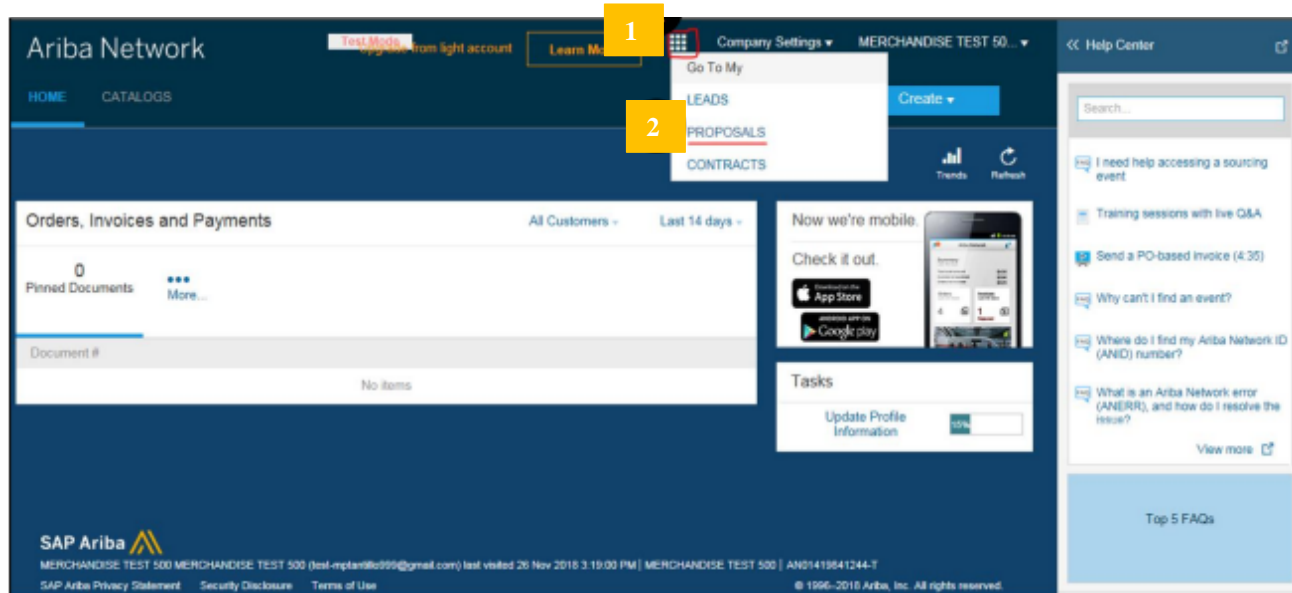 1
Ariba Network
Test Mode
Upgrade from light account
Learn Mo
Company Settings
MERCHANDISE TEST 50...
<< Help Center
Go To My
HOME
CATALOGS
LEADS
Create
Search...
2
PROPOSALS
CONTRACTS
Trends
Refresh
I need help accessing a sourcing
event
Training sessions with live Q&A
Send a PO-based invoice (4:35)
Why can't I find an event?
Where do I find my Ariba Network ID
(ANID) number?
What is an Ariba Network error
(ANERR), and how do I resolve the
issue?
View more
Top 5 FAQs
Orders, Invoices and Payments
All Customers
Last 14 days
0
Pinned Documents
More...
Document #
No items
Now we're mobile.
Check it out.
Download on the
App Store
ANDROID APP ON
Google play
Tasks
Update Profile
Information
15%
SAP Ariba
MERCHANDISE TEST 500 MERCHANDISE TEST 500 last visited 26 Nov 2018 3:19:00 PM | MERCHANDISE TEST 500 | AN01419841244-T
SAP Ariba Privacy Statement
Security Disclosure
Terms of Use
© 1996–2018 Ariba, Inc. All rights reserved.